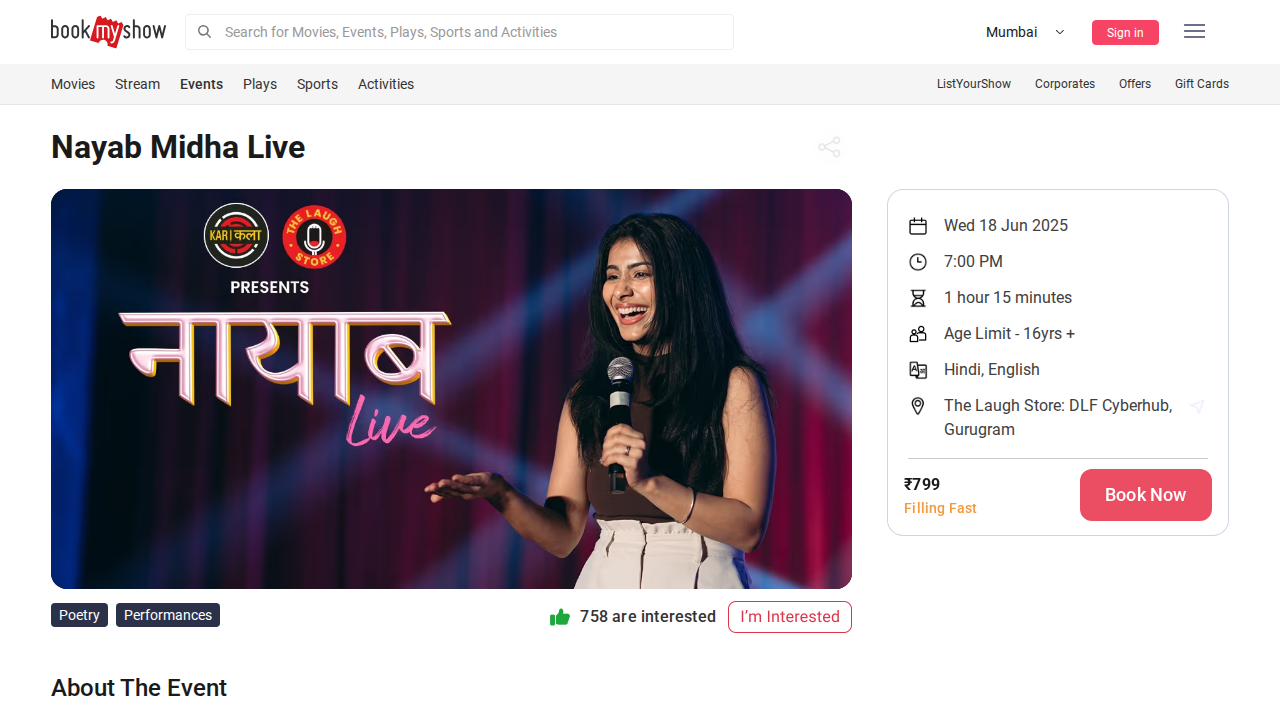 book my show
Search for Movies, Events, Plays, Sports and Activities
Mumbai
Sign in
Movies
Stream
Events
Plays
Sports
Activities
ListYourShow
Corporates
Offers
Gift Cards
Nayab Midha Live
KAR।कला
THE LAUGH STORE
PRESENTS
नायाब
Live
Wed 18 Jun 2025
7:00 PM
1 hour 15 minutes
Age Limit - 16yrs +
Hindi, English
The Laugh Store: DLF Cyberhub,
Gurugram
₹799
Filling Fast
Book Now
Poetry
Performances
758 are interested
I'm Interested
About The Event